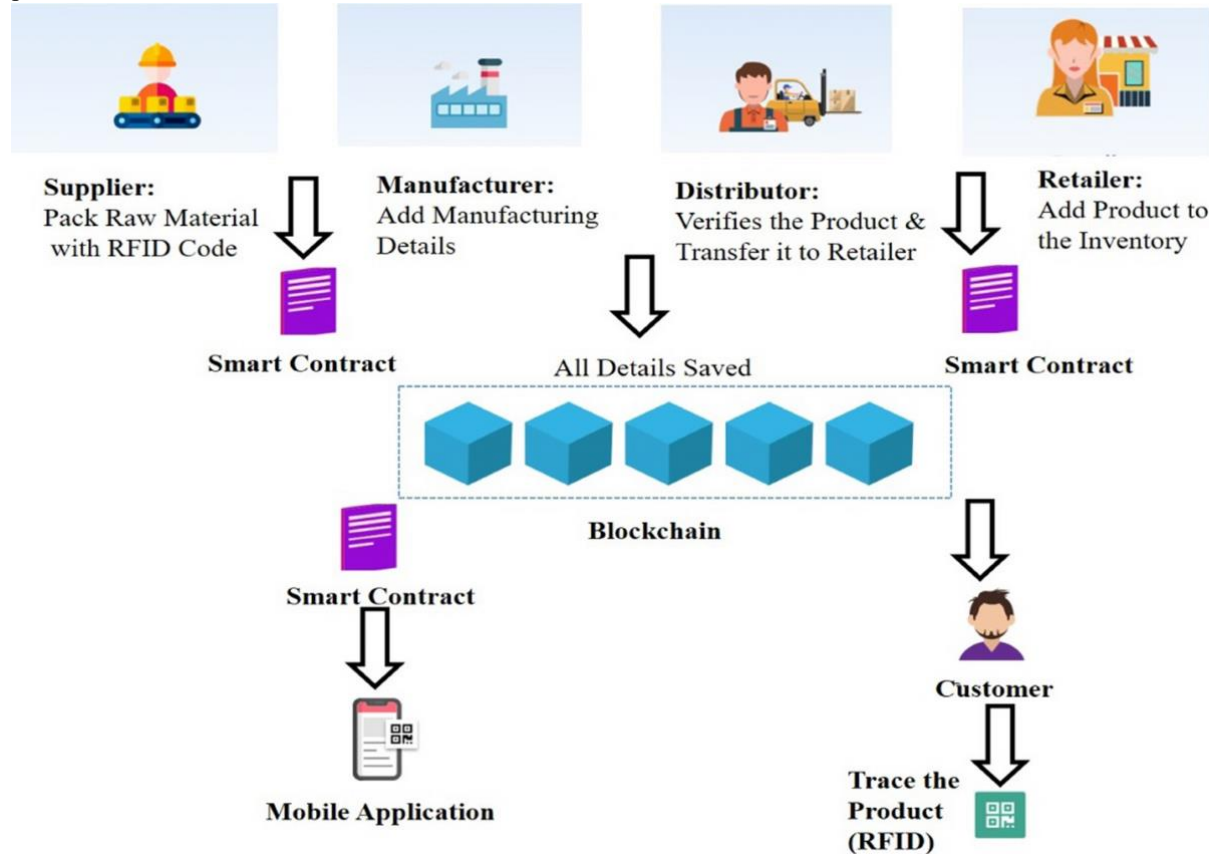 Supplier:
Pack Raw Material
with RFID Code
Manufacturer:
Add Manufacturing
Details
Distributor:
Verifies the Product &
Transfer it to Retailer
Retailer:
Add Product to
the Inventory
Smart Contract
All Details Saved
Smart Contract
Blockchain
Smart Contract
Mobile Application
Customer
Trace the
Product
(RFID)